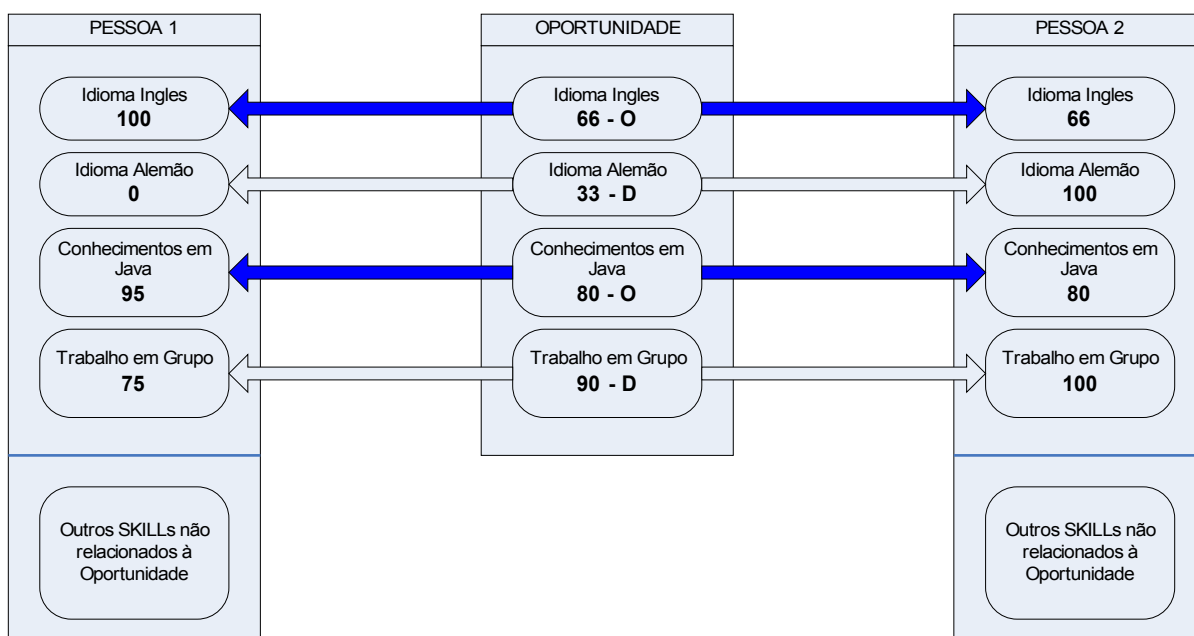 PESSOA 1
Idioma Ingles
100
Idioma Alemão
0
Conhecimentos em
Java
95
Trabalho em Grupo
75
Outros SKILLs não
relacionados à
Oportunidade
OPORTUNIDADE
Idioma Ingles
66 - O
Idioma Alemão
33 - D
Conhecimentos em
Java
80 - O
Trabalho em Grupo
90 - D
PESSOA 2
Idioma Ingles
66
Idioma Alemão
100
Conhecimentos em
Java
80
Trabalho em Grupo
100
Outros SKILLs não
relacionados à
Oportunidade